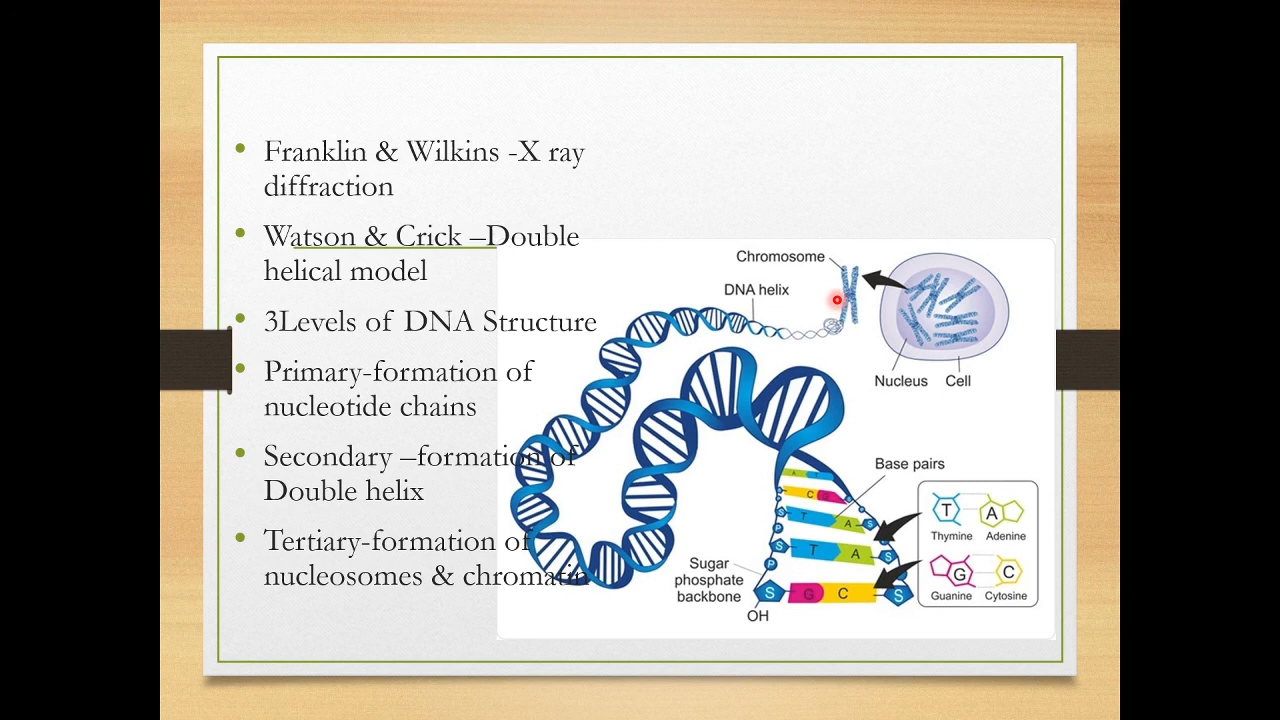 • Franklin & Wilkins -X ray
diffraction
• Watson & Crick –Double
helical model
• 3Levels of DNA Structure
• Primary-formation of
nucleotide chains
• Secondary –formation of
Double helix
• Tertiary-formation of
nucleosomes & chromatin
Chromosome
DNA helix
Nucleus Cell
Base pairs
A T
C G
T A S
S T A S
P
P
S G C S
OH
Sugar
phosphate
backbone
T A
Thymine Adenine
G C
Guanine Cytosine